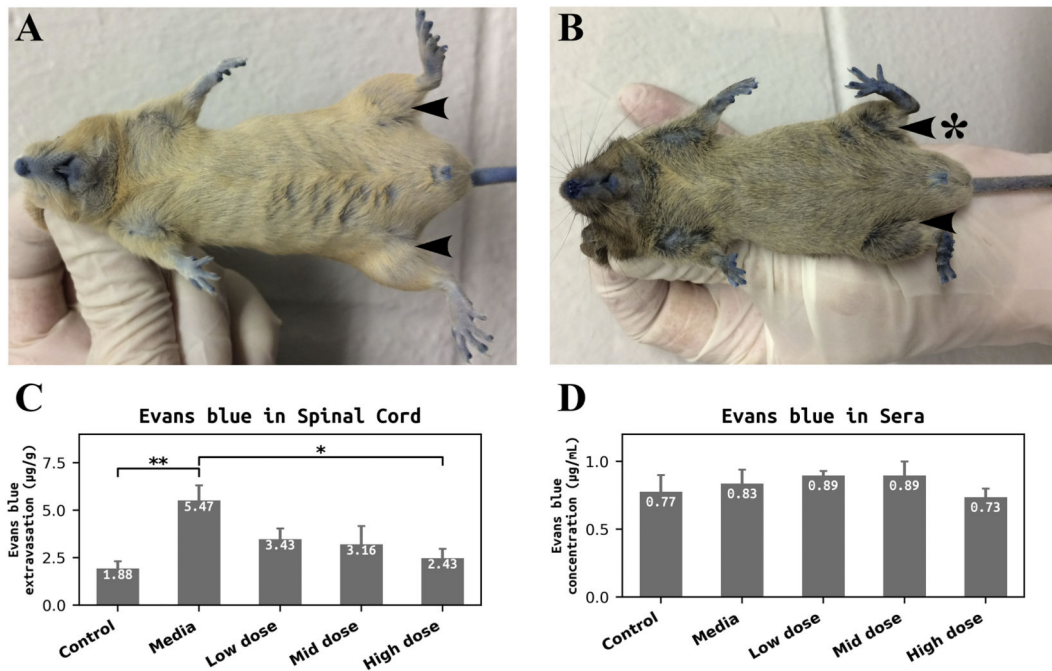 A
B
*
C
Evans blue in Spinal Cord
Evans blue
extravasation (µg/g)
7.5
5.0
2.5
0.0
**
*
1.88
5.47
3.43
3.16
2.43
Control
Media
Low dose
Mid dose
High dose
D
Evans blue in Sera
Evans blue
concentration (µg/mL)
1.0
0.5
0.0
0.77
0.83
0.89
0.89
0.73
Control
Media
Low dose
Mid dose
High dose